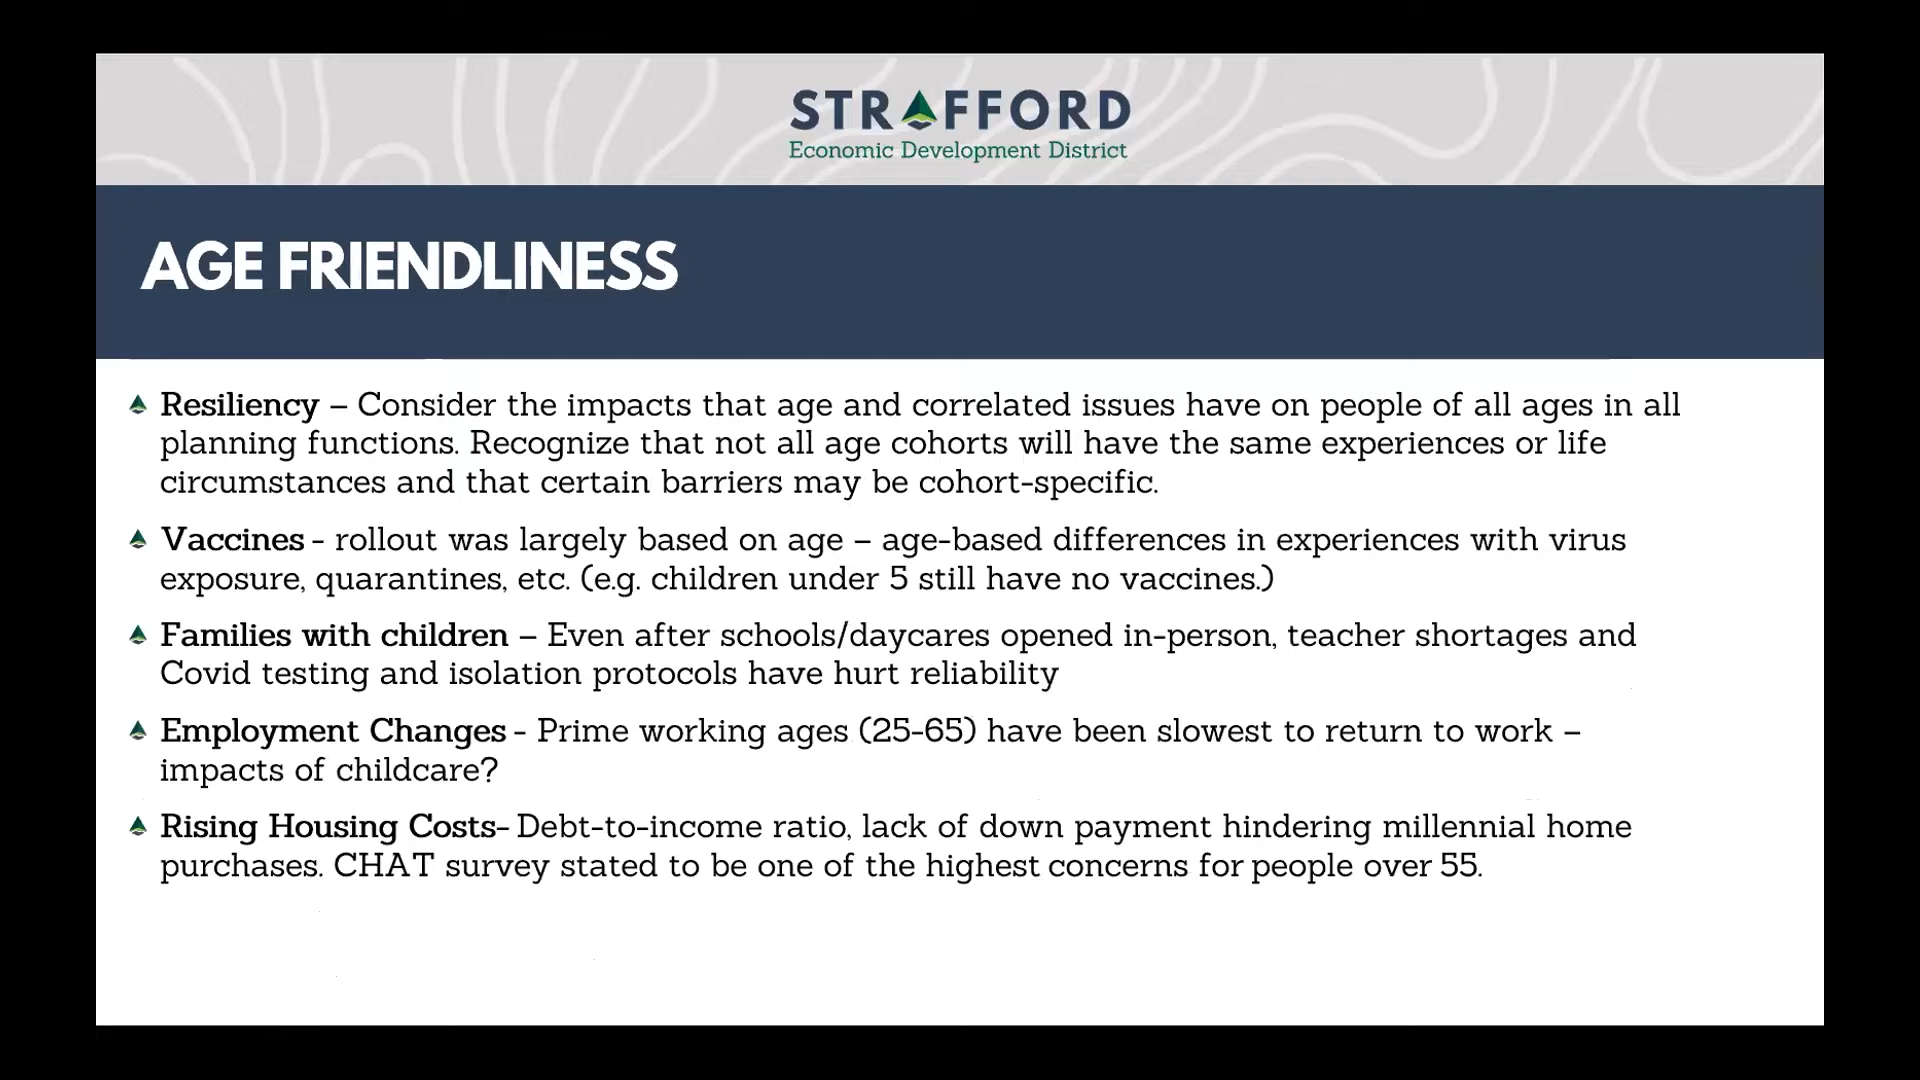 STRAFFORD
Economic Development District
AGE FRIENDLINESS
Resiliency – Consider the impacts that age and correlated issues have on people of all ages in all
planning functions. Recognize that not all age cohorts will have the same experiences or life
circumstances and that certain barriers may be cohort-specific.
Vaccines - rollout was largely based on age – age-based differences in experiences with virus
exposure, quarantines, etc. (e.g. children under 5 still have no vaccines.)
Families with children – Even after schools/daycares opened in-person, teacher shortages and
Covid testing and isolation protocols have hurt reliability
Employment Changes - Prime working ages (25-65) have been slowest to return to work –
impacts of childcare?
Rising Housing Costs- Debt-to-income ratio, lack of down payment hindering millennial home
purchases. CHAT survey stated to be one of the highest concerns for people over 55.